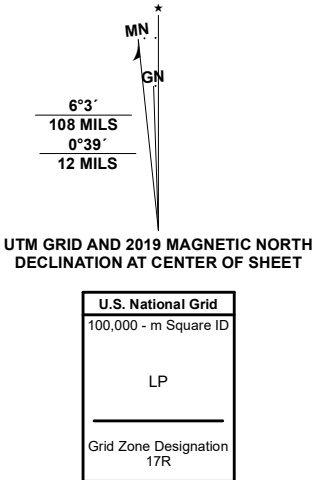 ★
MN
GN
6°3´
108 MILS
0°39´
12 MILS
UTM GRID AND 2019 MAGNETIC NORTH
DECLINATION AT CENTER OF SHEET
U.S. National Grid
100,000 - m Square ID
LP
Grid Zone Designation
17R